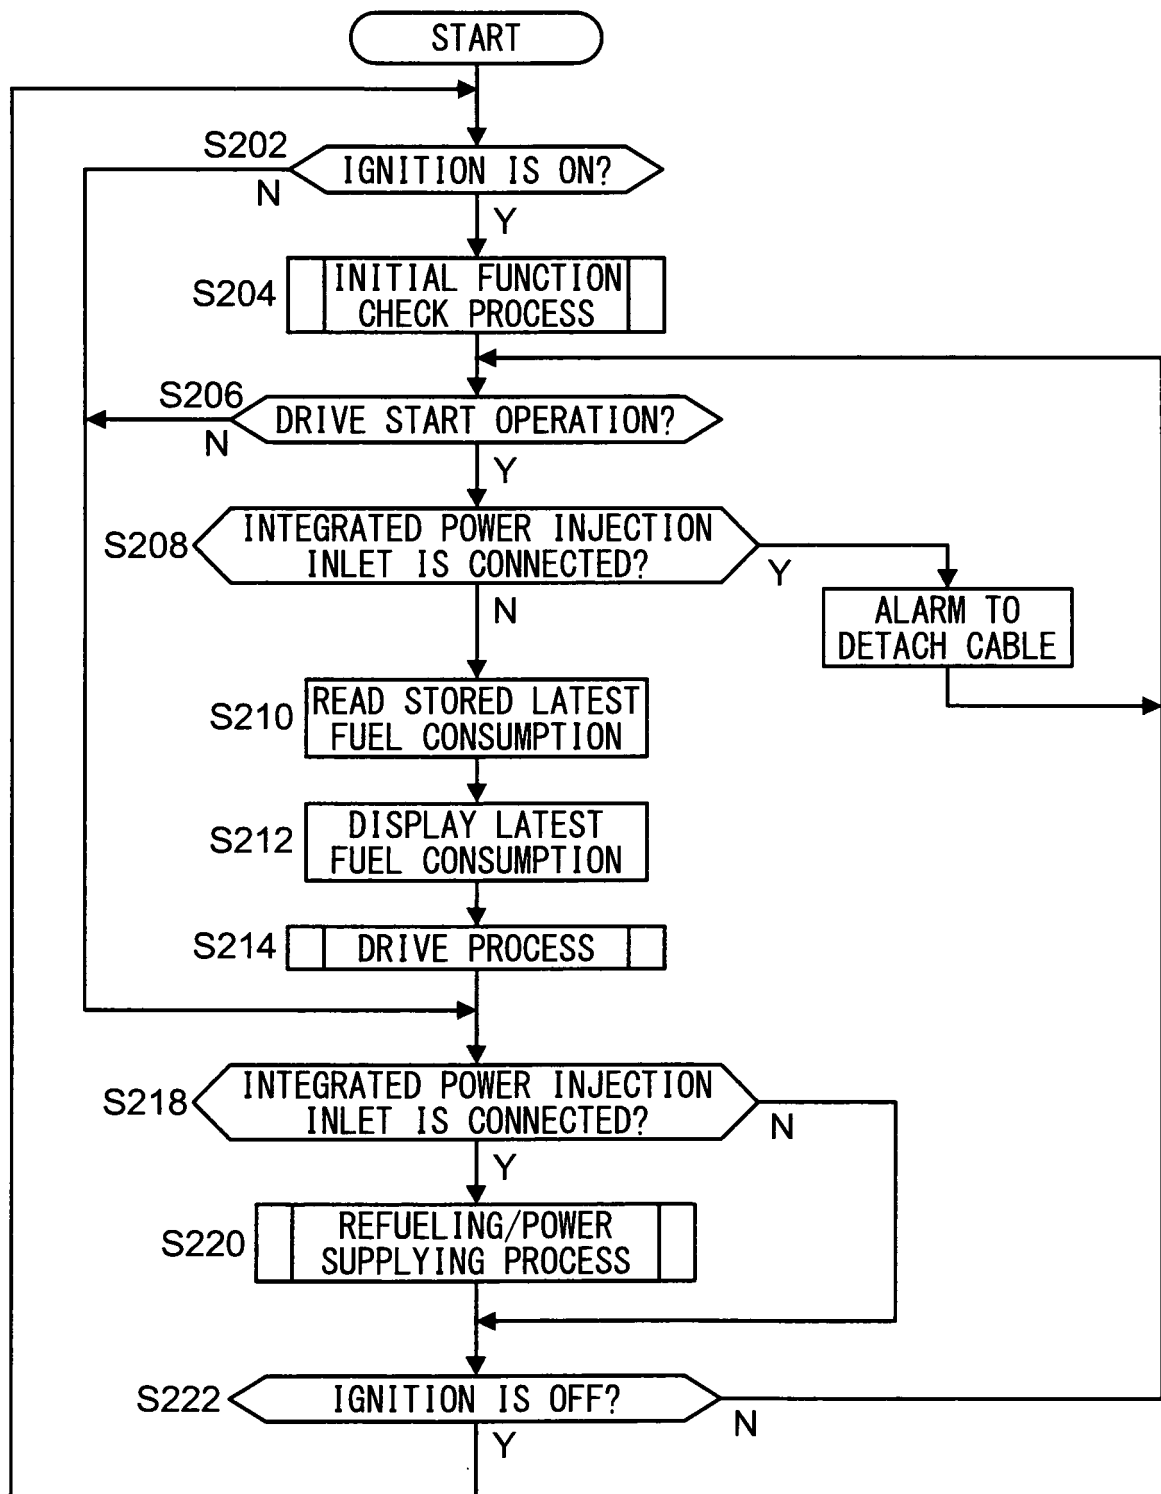 START
S202
IGNITION IS ON?
N
Y
S204
INITIAL FUNCTION
CHECK PROCESS
S206
DRIVE START OPERATION?
N
Y
S208
INTEGRATED POWER INJECTION
INLET IS CONNECTED?
Y
N
ALARM TO
DETACH CABLE
S210
READ STORED LATEST
FUEL CONSUMPTION
S212
DISPLAY LATEST
FUEL CONSUMPTION
S214
DRIVE PROCESS
S218
INTEGRATED POWER INJECTION
INLET IS CONNECTED?
N
Y
S220
REFUELING/POWER
SUPPLYING PROCESS
S222
IGNITION IS OFF?
N
Y